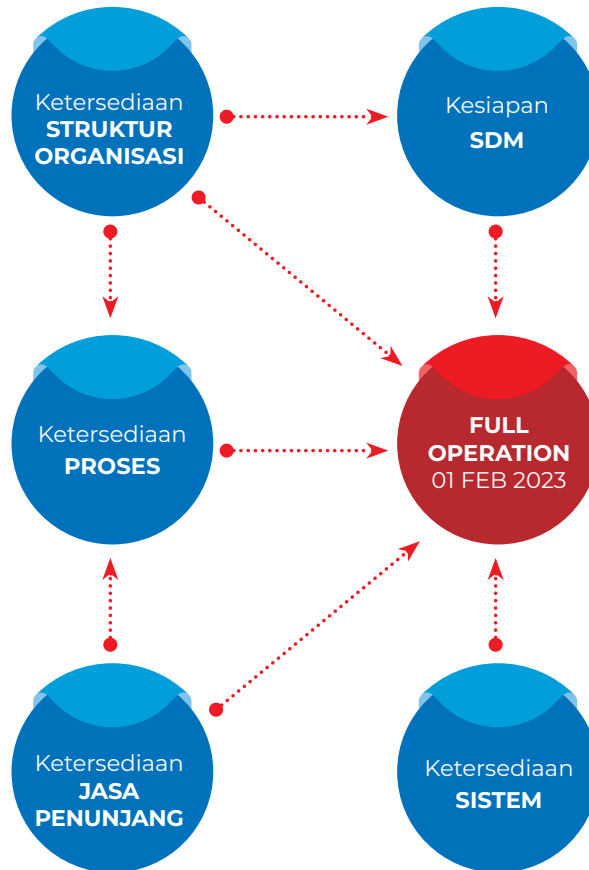 Ketersediaan
STRUKTUR
ORGANISASI
Kesiapan
SDM
Ketersediaan
PROSES
FULL
OPERATION
01 FEB 2023
Ketersediaan
JASA
PENUNJANG
Ketersediaan
SISTEM